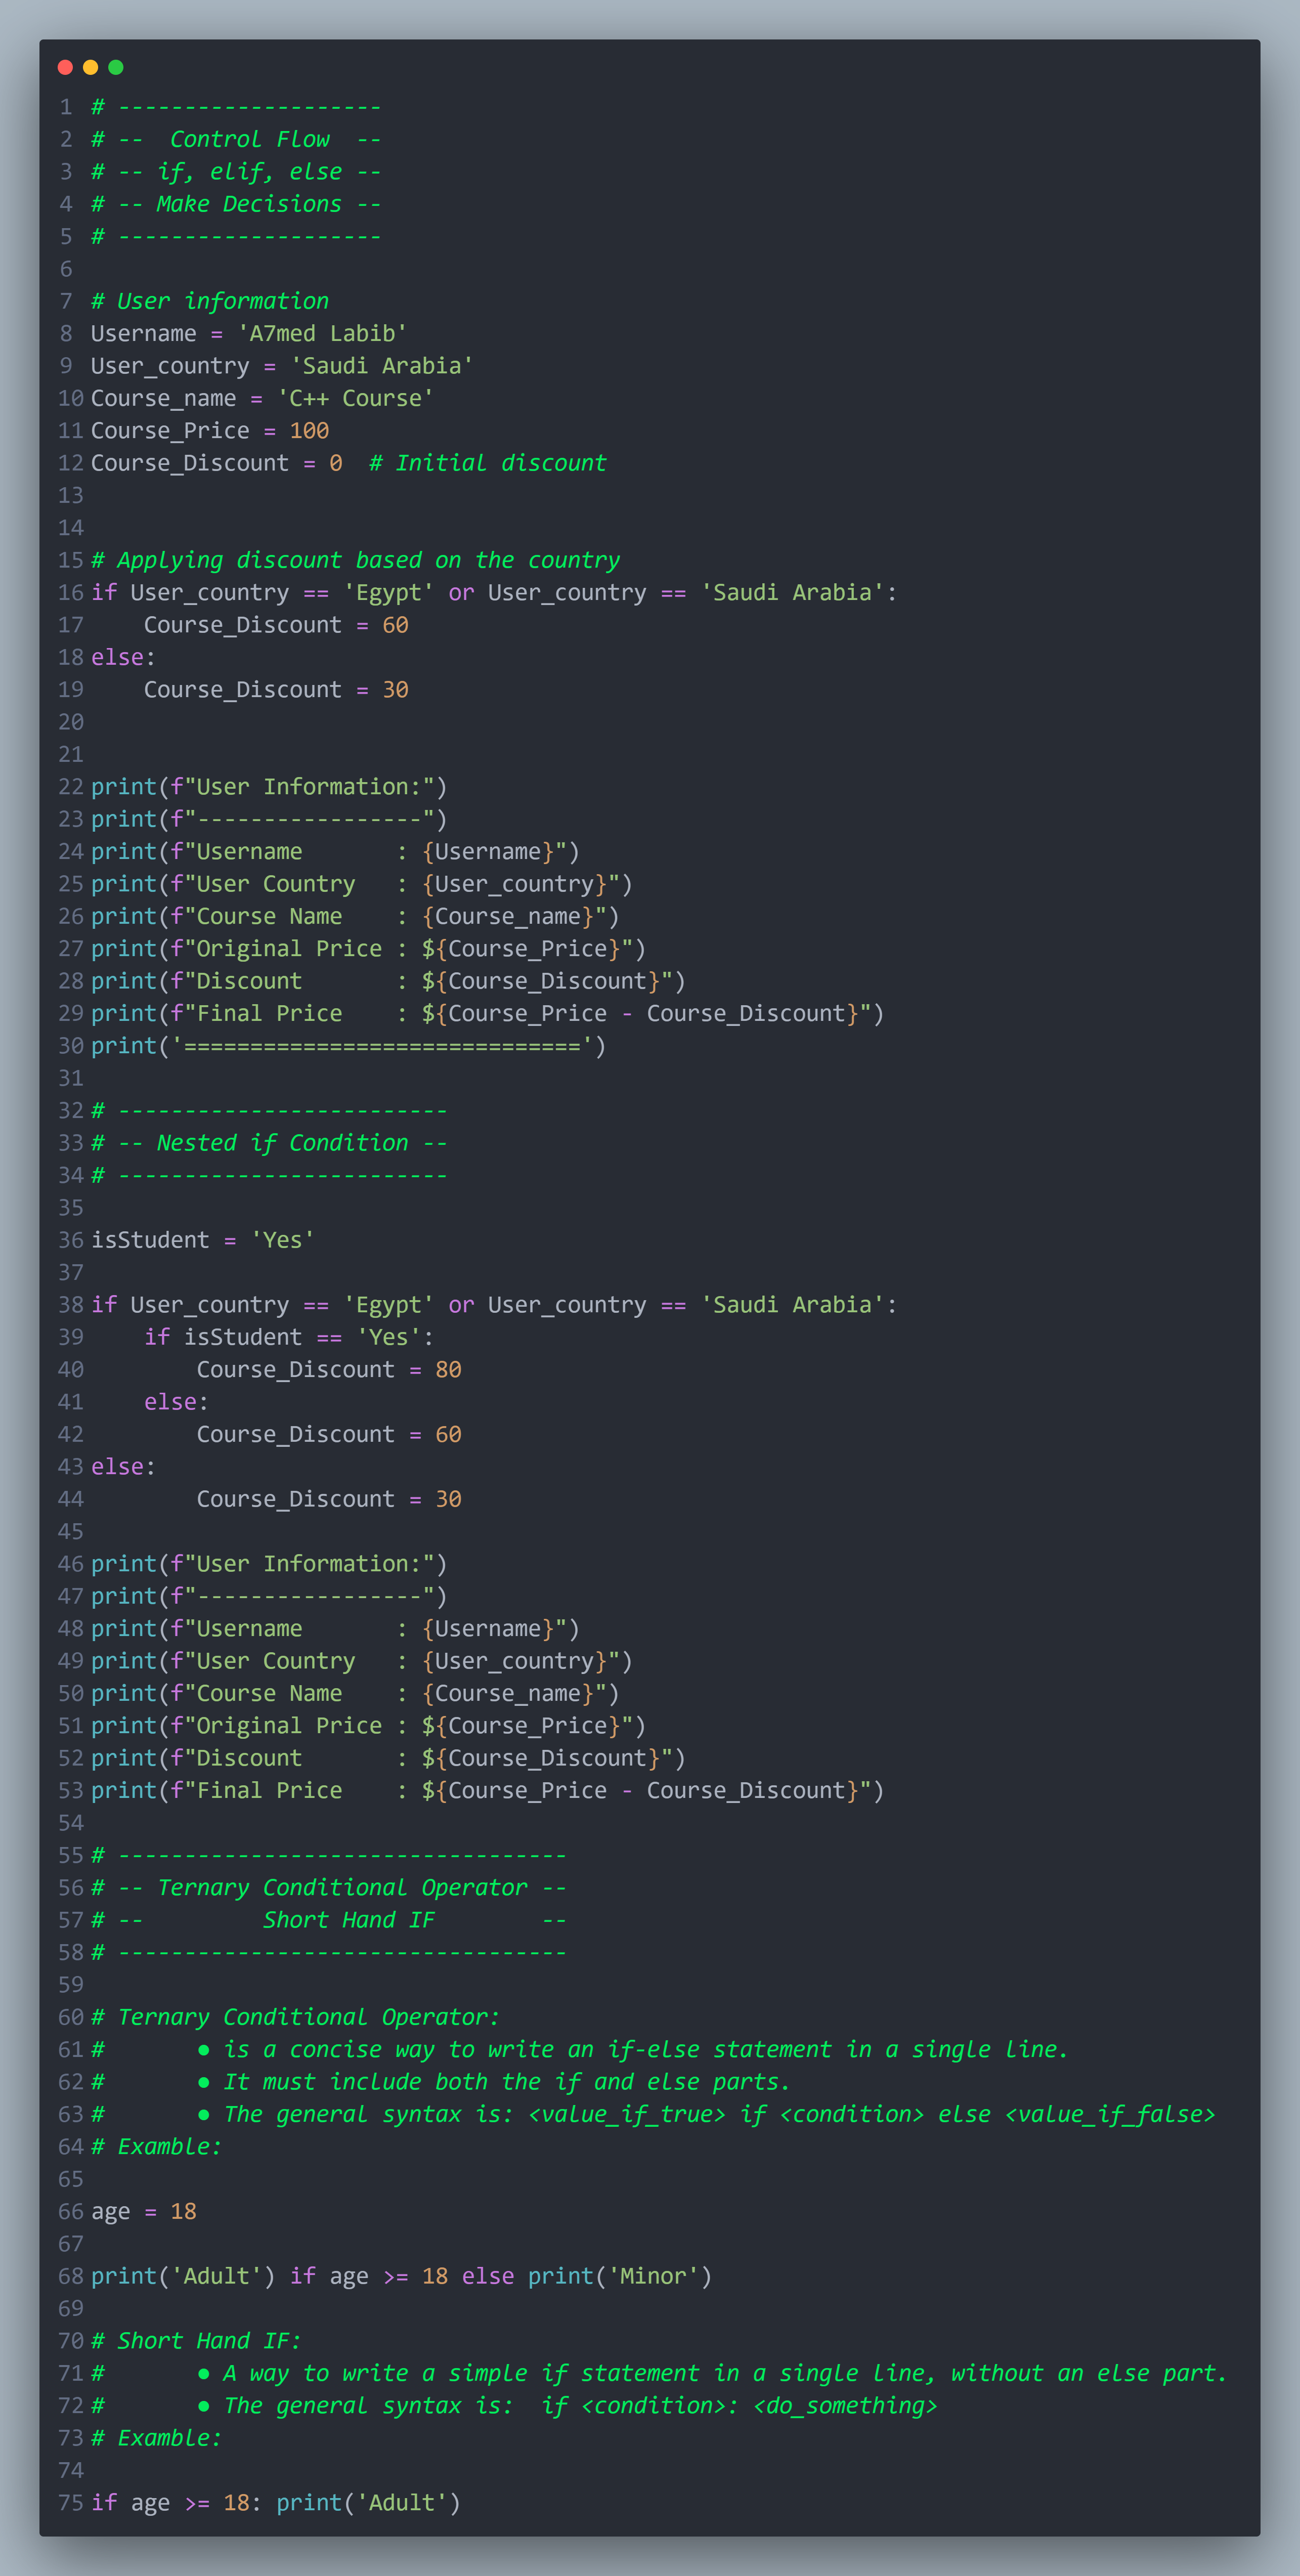 1 # --------------------
2 # --  Control Flow  --
3 # -- if, elif, else --
4 # -- Make Decisions --
5 # --------------------
6
7 # User information
8 Username = 'A7med Labib'
9 User_country = 'Saudi Arabia'
10 Course_name = 'C++ Course'
11 Course_Price = 100
12 Course_Discount = 0  # Initial discount
13
14
15 # Applying discount based on the country
16 if User_country == 'Egypt' or User_country == 'Saudi Arabia':
17     Course_Discount = 60
18 else:
19     Course_Discount = 30
20
21
22 print(f"User Information:")
23 print(f"-----------------")
24 print(f"Username       : {Username}")
25 print(f"User Country   : {User_country}")
26 print(f"Course Name    : {Course_name}")
27 print(f"Original Price : ${Course_Price}")
28 print(f"Discount       : ${Course_Discount}")
29 print(f"Final Price    : ${Course_Price - Course_Discount}")
30 print('==============================')
31
32 # -------------------------
33 # -- Nested if Condition --
34 # -------------------------
35
36 isStudent = 'Yes'
37
38 if User_country == 'Egypt' or User_country == 'Saudi Arabia':
39     if isStudent == 'Yes':
40         Course_Discount = 80
41     else:
42         Course_Discount = 60
43 else:
44         Course_Discount = 30
45
46 print(f"User Information:")
47 print(f"-----------------")
48 print(f"Username       : {Username}")
49 print(f"User Country   : {User_country}")
50 print(f"Course Name    : {Course_name}")
51 print(f"Original Price : ${Course_Price}")
52 print(f"Discount       : ${Course_Discount}")
53 print(f"Final Price    : ${Course_Price - Course_Discount}")
54
55 # ----------------------------------
56 # -- Ternary Conditional Operator --
57 # --         Short Hand IF        --
58 # ----------------------------------
59
60 # Ternary Conditional Operator:
61 #       ● is a concise way to write an if-else statement in a single line.
62 #       ● It must include both the if and else parts.
63 #       ● The general syntax is: <value_if_true> if <condition> else <value_if_false>
64 # Examble:
65
66 age = 18
67
68 print('Adult') if age >= 18 else print('Minor')
69
70 # Short Hand IF:
71 #       ● A way to write a simple if statement in a single line, without an else part.
72 #       ● The general syntax is:  if <condition>: <do_something>
73 # Examble:
74
75 if age >= 18: print('Adult')